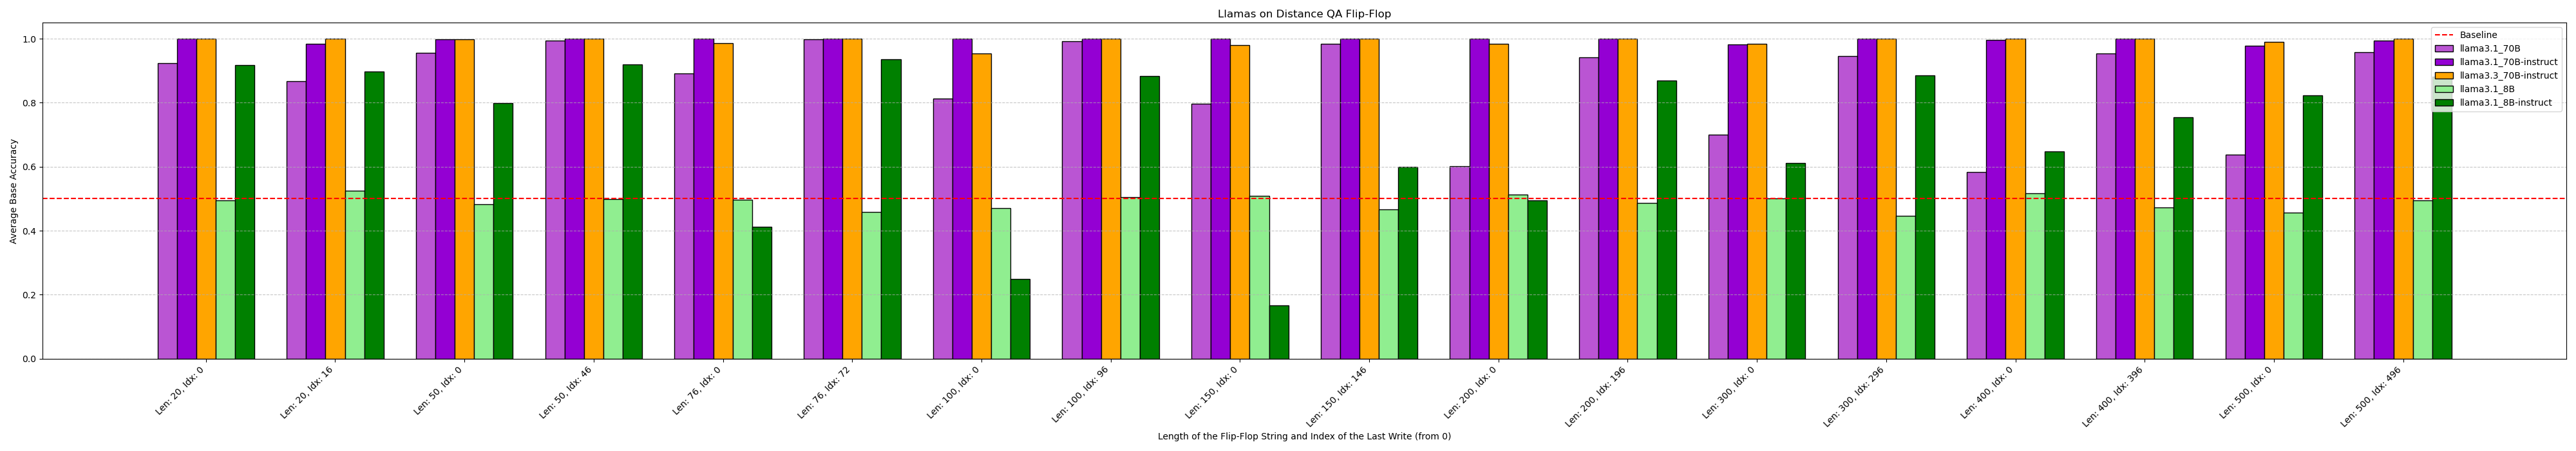 Llamas on Distance QA Flip-Flop
Average Base Accuracy
1.0
0.8
0.6
0.4
0.2
0.0
Baseline
llama3.1_70B
llama3.1_70B-instruct
llama3.3_70B-instruct
llama3.1_8B
llama3.1_8B-instruct
Len: 20, Idx: 0
Len: 20, Idx: 16
Len: 50, Idx: 0
Len: 50, Idx: 46
Len: 76, Idx: 0
Len: 76, Idx: 72
Len: 100, Idx: 0
Len: 100, Idx: 96
Len: 150, Idx: 0
Len: 150, Idx: 146
Len: 200, Idx: 0
Len: 200, Idx: 196
Len: 300, Idx: 0
Len: 300, Idx: 296
Len: 400, Idx: 0
Len: 400, Idx: 396
Len: 500, Idx: 0
Len: 500, Idx: 496
Length of the Flip-Flop String and Index of the Last Write (from 0)